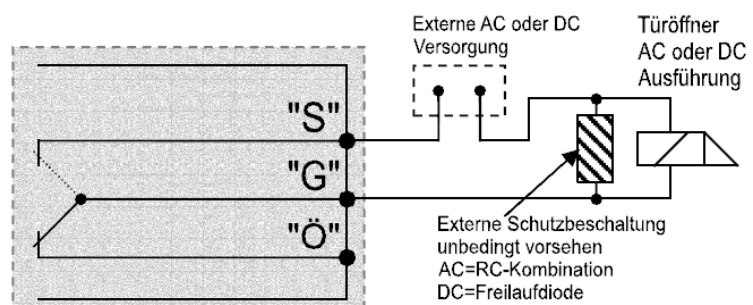 Externe AC oder DC
Versorgung
Türöffner
AC oder DC
Ausführung
"S"
"G"
"Ö"
Externe Schutzbeschaltung
unbedingt vorsehen
AC=RC-Kombination
DC=Freilaufdiode